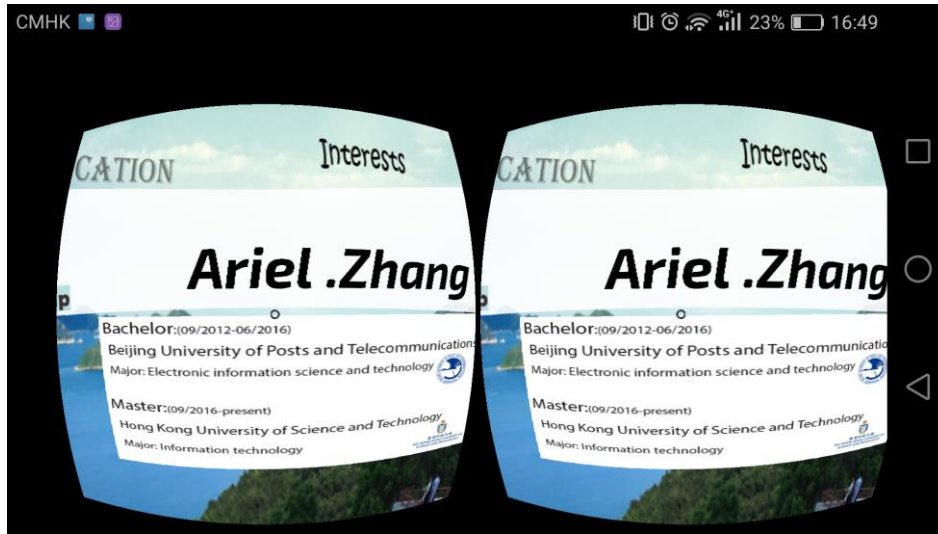 CMHK 4G+ 23% 16:49
CATION Interests
Ariel .Zhang
p
Bachelor:(09/2012-06/2016)
Beijing University of Posts and Telecommunications
Major: Electronic information science and technology
Master:(09/2016-present)
Hong Kong University of Science and Technology
Major: Information technology
CATION Interests
Ariel .Zhang
p
Bachelor:(09/2012-06/2016)
Beijing University of Posts and Telecommunicatio
Major: Electronic information science and technology
Master:(09/2016-present)
Hong Kong University of Science and Technology
Major: Information technology